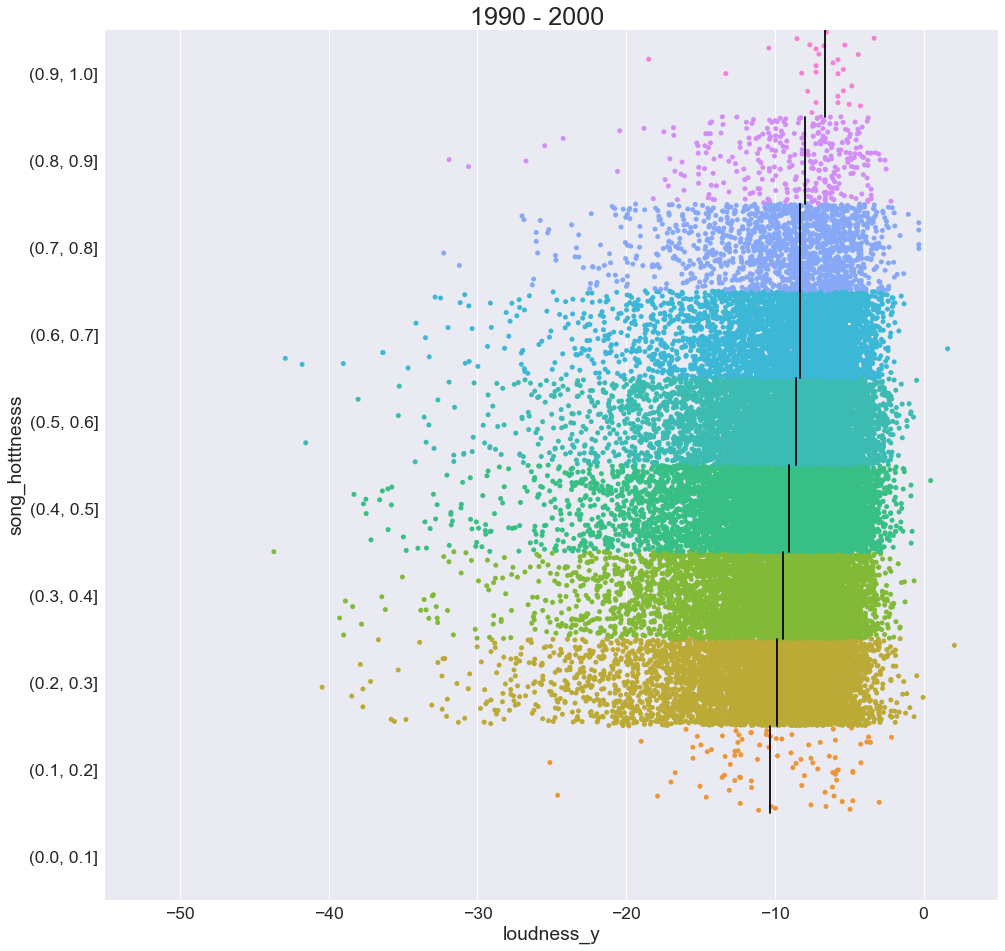 1990 - 2000
(0.9, 1.0]
(0.8, 0.9]
(0.7, 0.8]
(0.6, 0.7]
(0.5, 0.6]
(0.4, 0.5]
(0.3, 0.4]
(0.2, 0.3]
(0.1, 0.2]
(0.0, 0.1]
song_hotttnesss
−50 −40 −30 −20 −10 0
loudness_y